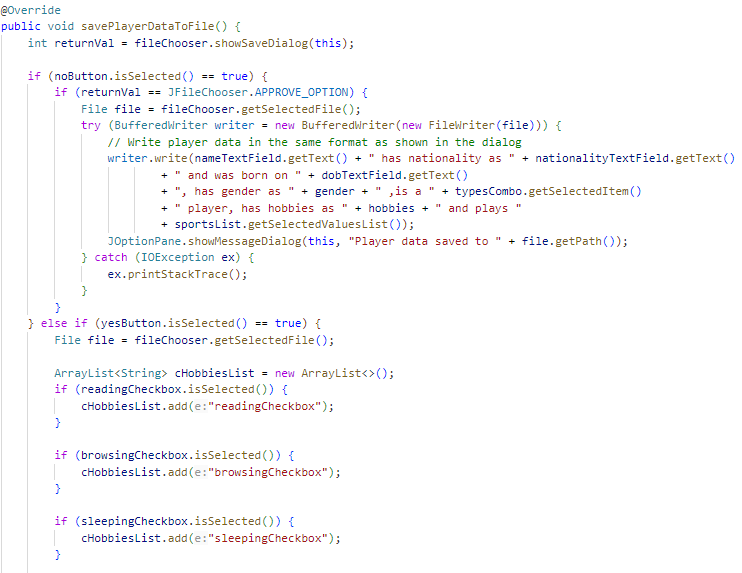 @Override
public void savePlayerDataToFile() {
    int returnVal = fileChooser.showSaveDialog(this);

    if (noButton.isSelected() == true) {
        if (returnVal == JFileChooser.APPROVE_OPTION) {
            File file = fileChooser.getSelectedFile();
            try (BufferedWriter writer = new BufferedWriter(new FileWriter(file))) {
                // Write player data in the same format as shown in the dialog
                writer.write(nameTextField.getText() + " has nationality as " + nationalityTextField.getText()
                        + " and was born on " + dobTextField.getText()
                        + ", has gender as " + gender + " ,is a " + typesCombo.getSelectedItem()
                        + " player, has hobbies as " + hobbies + " and plays "
                        + sportsList.getSelectedValuesList());
                JOptionPane.showMessageDialog(this, "Player data saved to " + file.getPath());
            } catch (IOException ex) {
                ex.printStackTrace();
            }
        }
    } else if (yesButton.isSelected() == true) {
        File file = fileChooser.getSelectedFile();

        ArrayList<String> cHobbiesList = new ArrayList<>();
        if (readingCheckbox.isSelected()) {
            cHobbiesList.add(e:"readingCheckbox");
        }

        if (browsingCheckbox.isSelected()) {
            cHobbiesList.add(e:"browsingCheckbox");
        }

        if (sleepingCheckbox.isSelected()) {
            cHobbiesList.add(e:"sleepingCheckbox");
        }